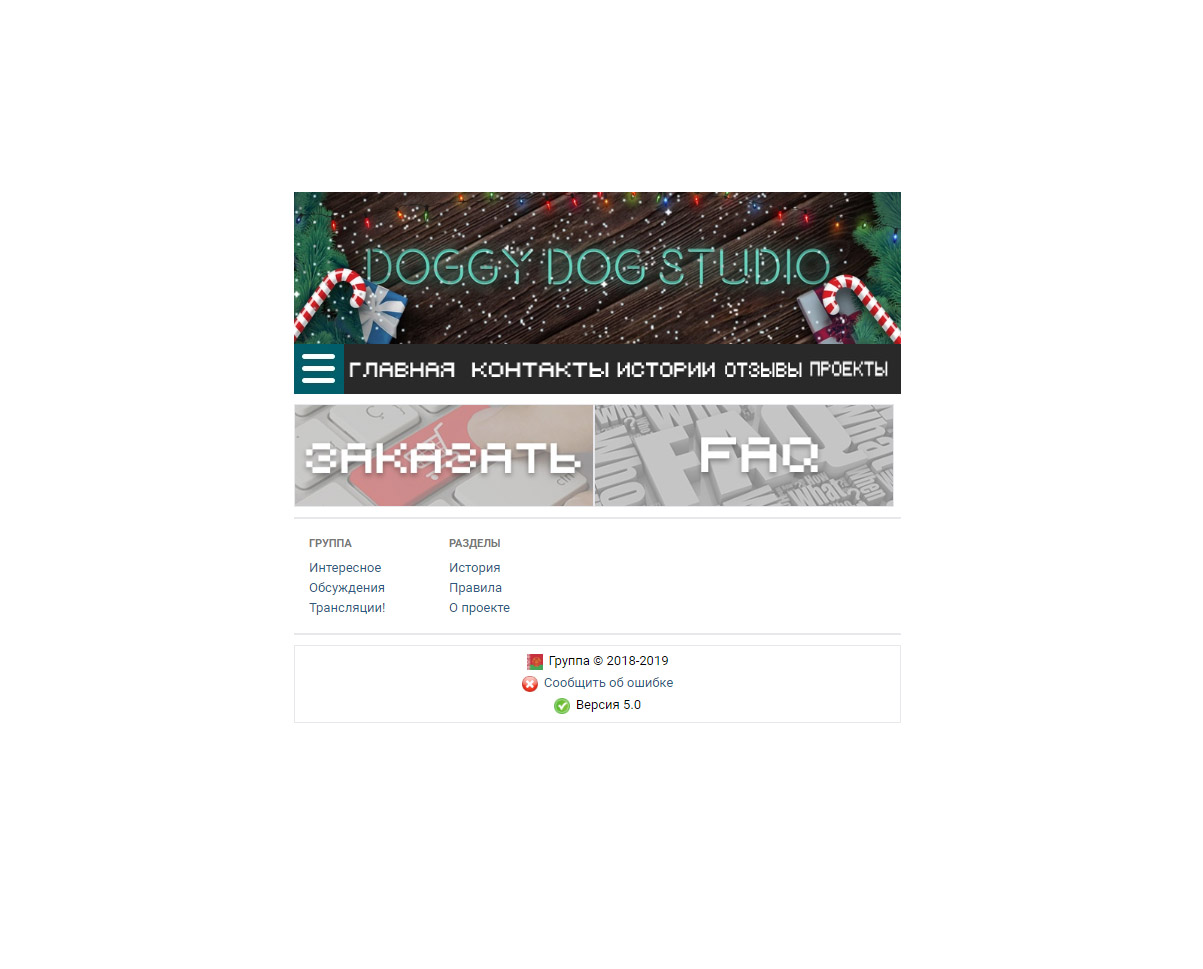 DOGGY DOG STUDIO
ГЛАВНАЯ КОНТАКТЫ ИСТОРИИ ОТЗЫВЫ ПРОЕКТЫ
ЗАКАЗАТЬ FAQ
ГРУППА РАЗДЕЛЫ
Интересное История
Обсуждения Правила
Трансляции! О проекте
Группа © 2018-2019
Сообщить об ошибке
Версия 5.0